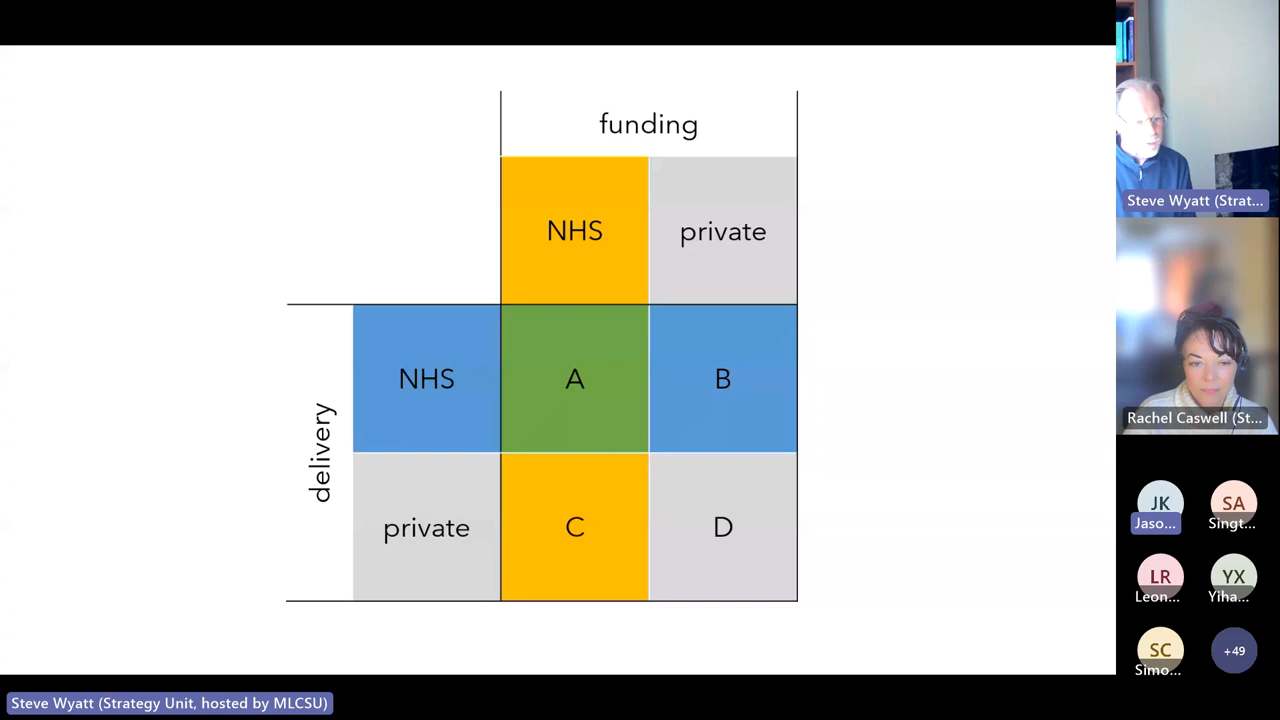 funding
NHS
private
NHS
A
B
delivery
private
C
D
Steve Wyatt (Strat...
Rachel Caswell (St...
JK
SA
Jaso...
Singt...
LR
YX
Leon...
Yiha...
SC
+49
Simo...
Steve Wyatt (Strategy Unit, hosted by MLCSU)